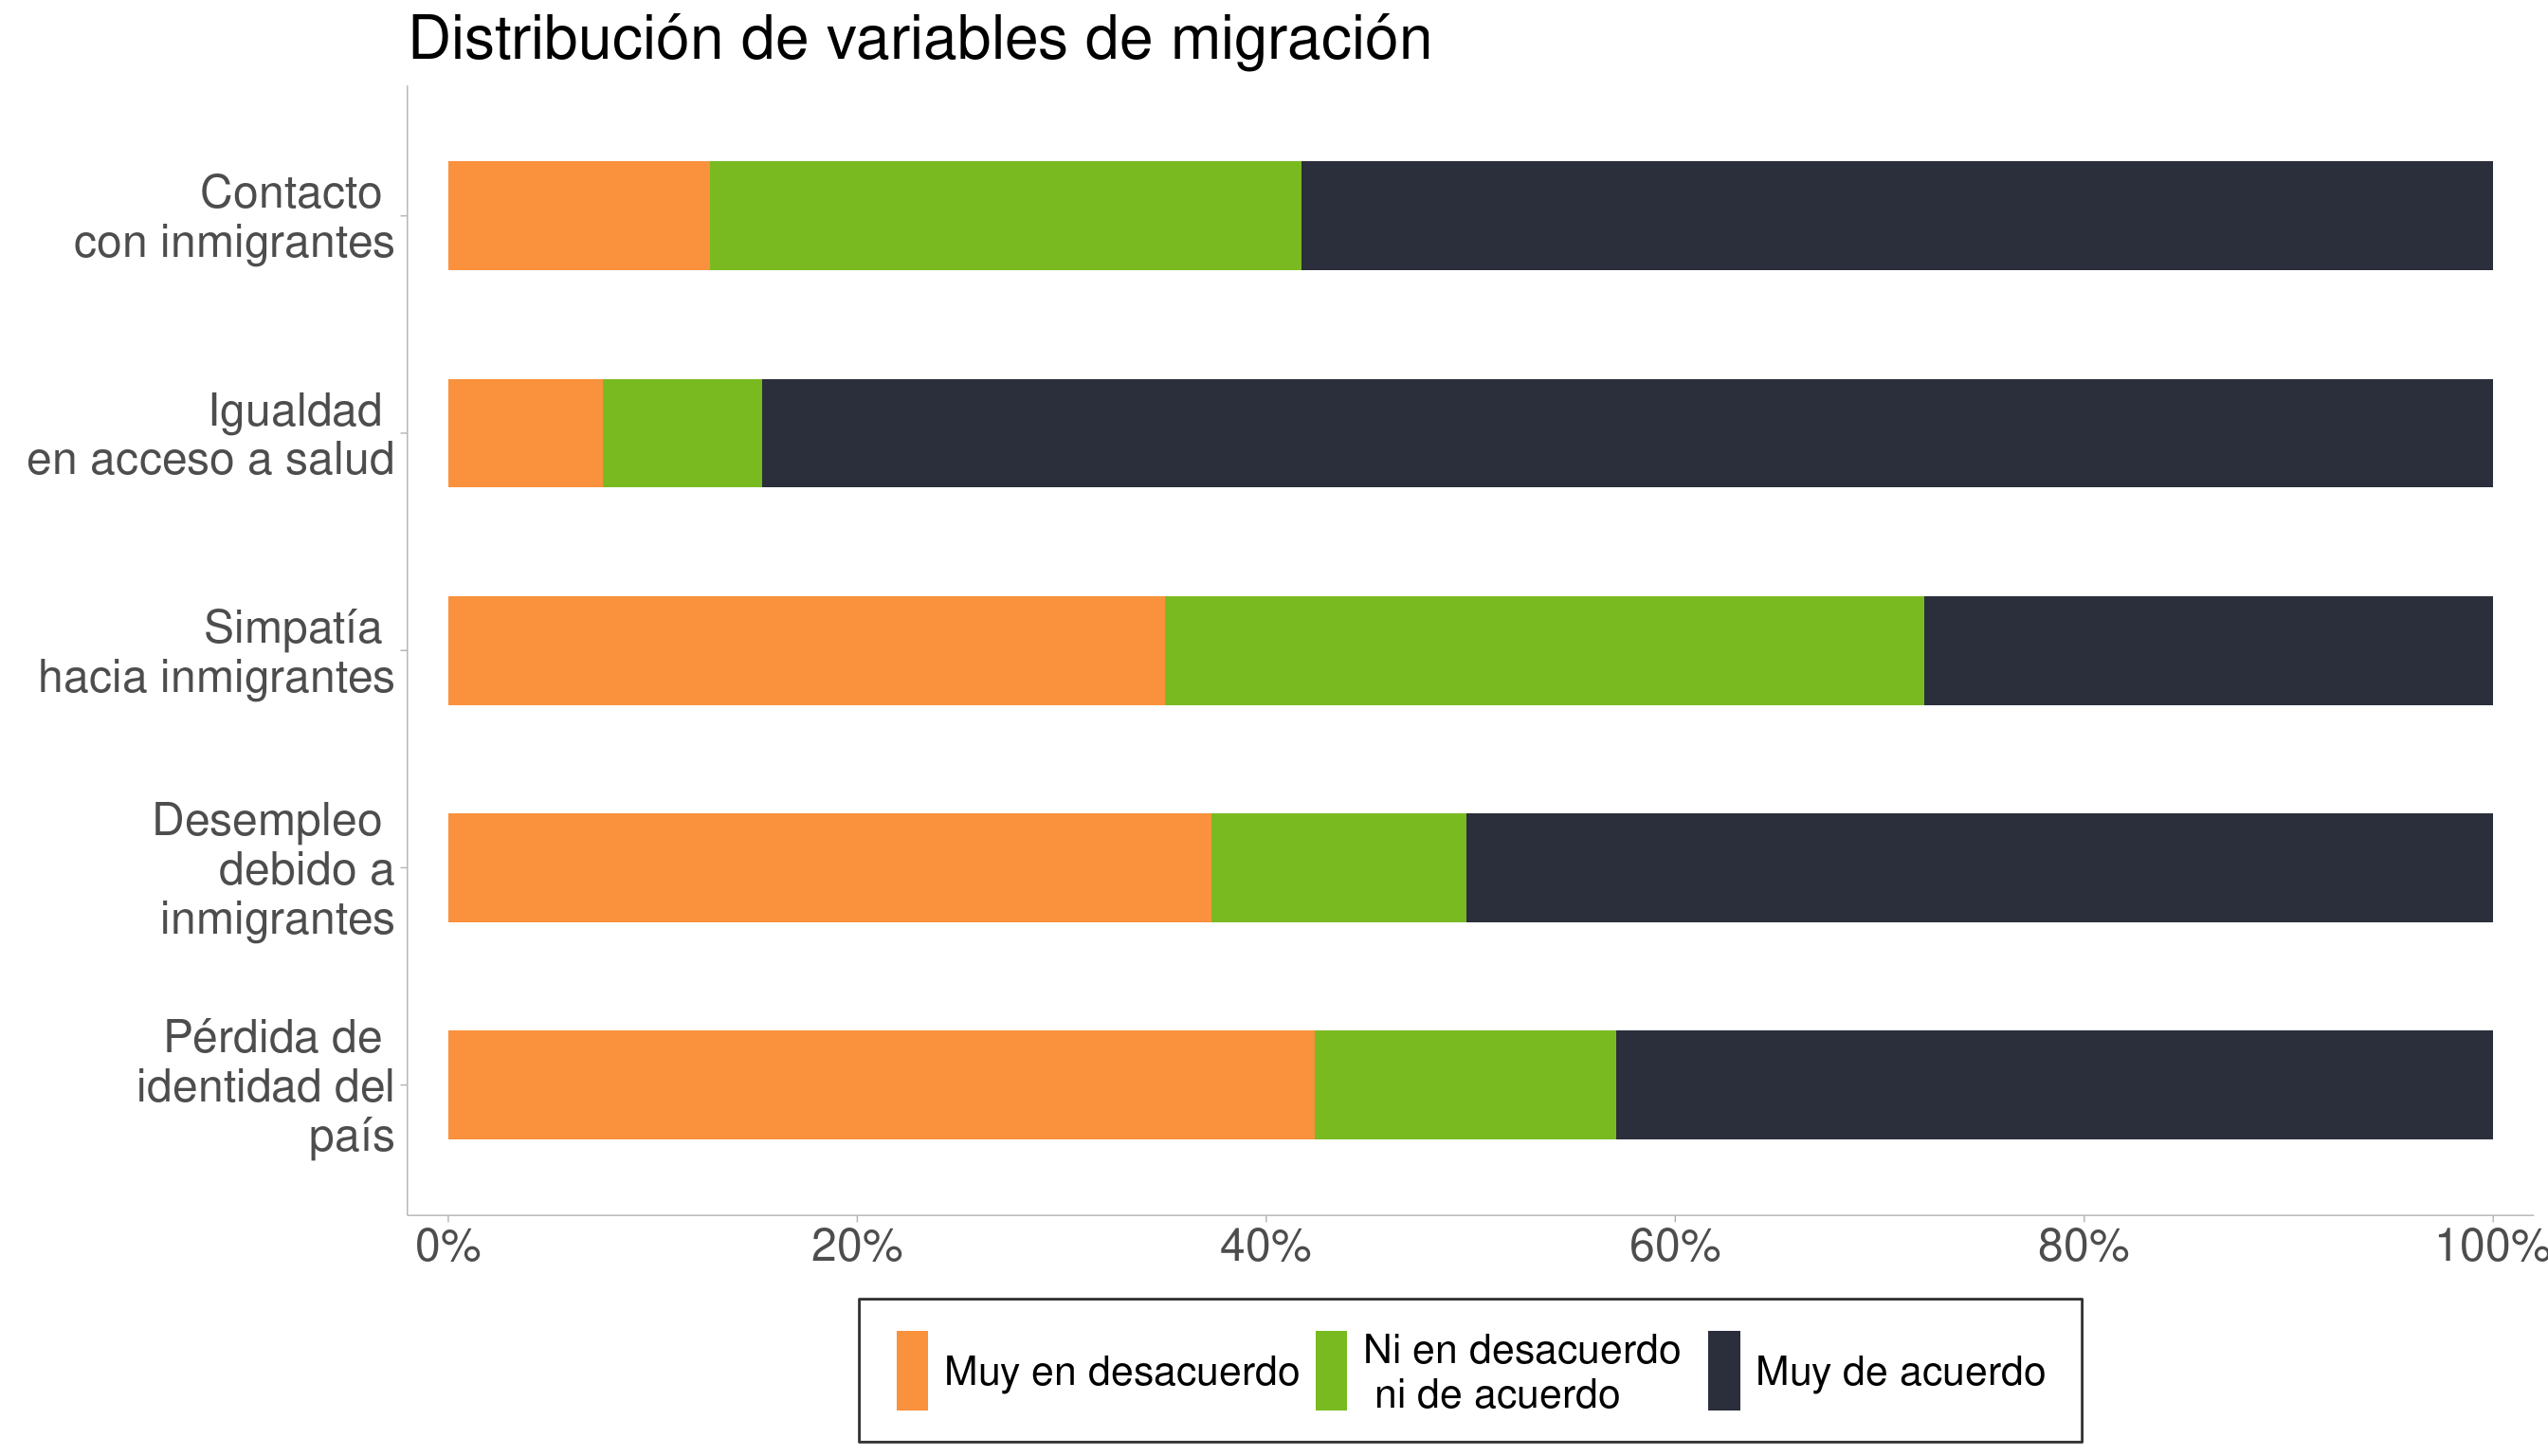 Distribución de variables de migración
Contacto
con inmigrantes
Igualdad
en acceso a salud
Simpatía
hacia inmigrantes
Desempleo
debido a
inmigrantes
Pérdida de
identidad del
país
0% 20% 40% 60% 80% 100%
Muy en desacuerdo
Ni en desacuerdo
ni de acuerdo
Muy de acuerdo